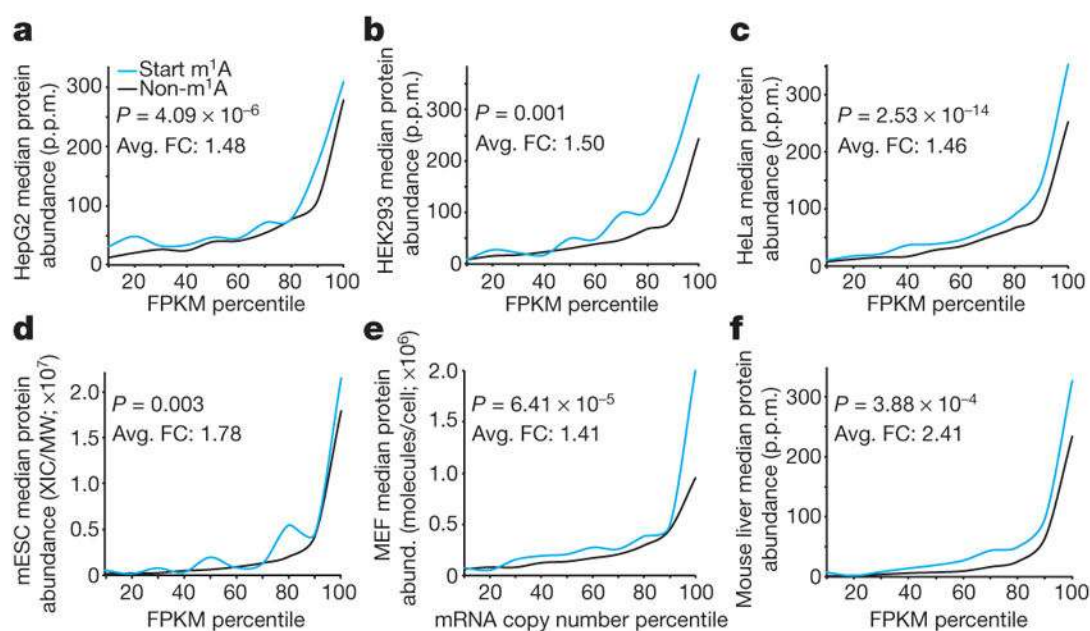 a
HepG2 median protein
abundance (p.p.m.)
Start m¹A
Non-m¹A
P = 4.09 × 10⁻⁶
Avg. FC: 1.48
300
200
100
0
20 40 60 80 100
FPKM percentile
b
HEK293 median protein
abundance (p.p.m.)
P = 0.001
Avg. FC: 1.50
300
200
100
0
20 40 60 80 100
FPKM percentile
c
HeLa median protein
abundance (p.p.m.)
P = 2.53 × 10⁻¹⁴
Avg. FC: 1.46
300
200
100
0
20 40 60 80 100
FPKM percentile
d
mESC median protein
abundance (XIC/MW; ×10⁷)
P = 0.003
Avg. FC: 1.78
2.0
1.5
1.0
0.5
0
20 40 60 80 100
FPKM percentile
e
MEF median protein
abund. (molecules/cell; ×10⁶)
P = 6.41 × 10⁻⁵
Avg. FC: 1.41
2.0
1.5
1.0
0.5
0
20 40 60 80 100
mRNA copy number percentile
f
Mouse liver median protein
abundance (p.p.m.)
P = 3.88 × 10⁻⁴
Avg. FC: 2.41
300
200
100
0
20 40 60 80 100
FPKM percentile